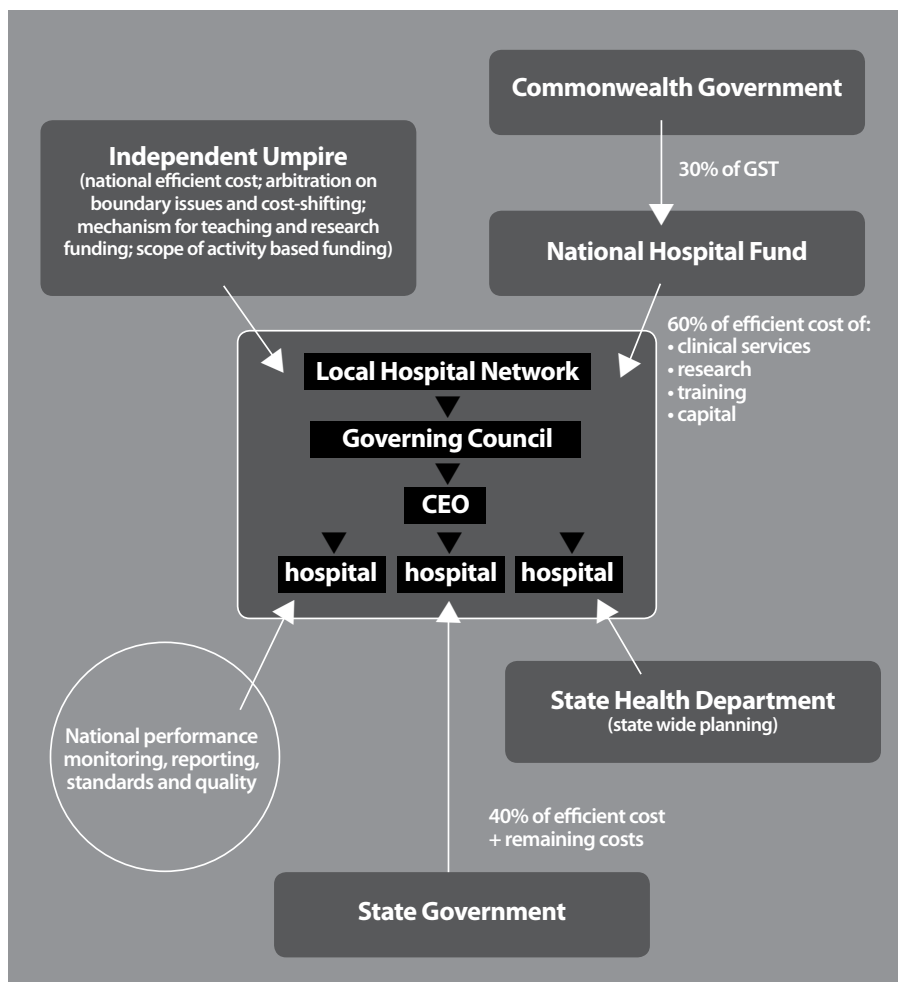 Commonwealth Government
Independent Umpire
(national efficient cost; arbitration on
boundary issues and cost-shifting;
mechanism for teaching and research
funding; scope of activity based funding)
30% of GST
National Hospital Fund
60% of efficient cost of:
• clinical services
• research
• training
• capital
Local Hospital Network
Governing Council
CEO
hospital
hospital
hospital
State Health Department
(state wide planning)
National performance
monitoring, reporting,
standards and quality
40% of efficient cost
+ remaining costs
State Government